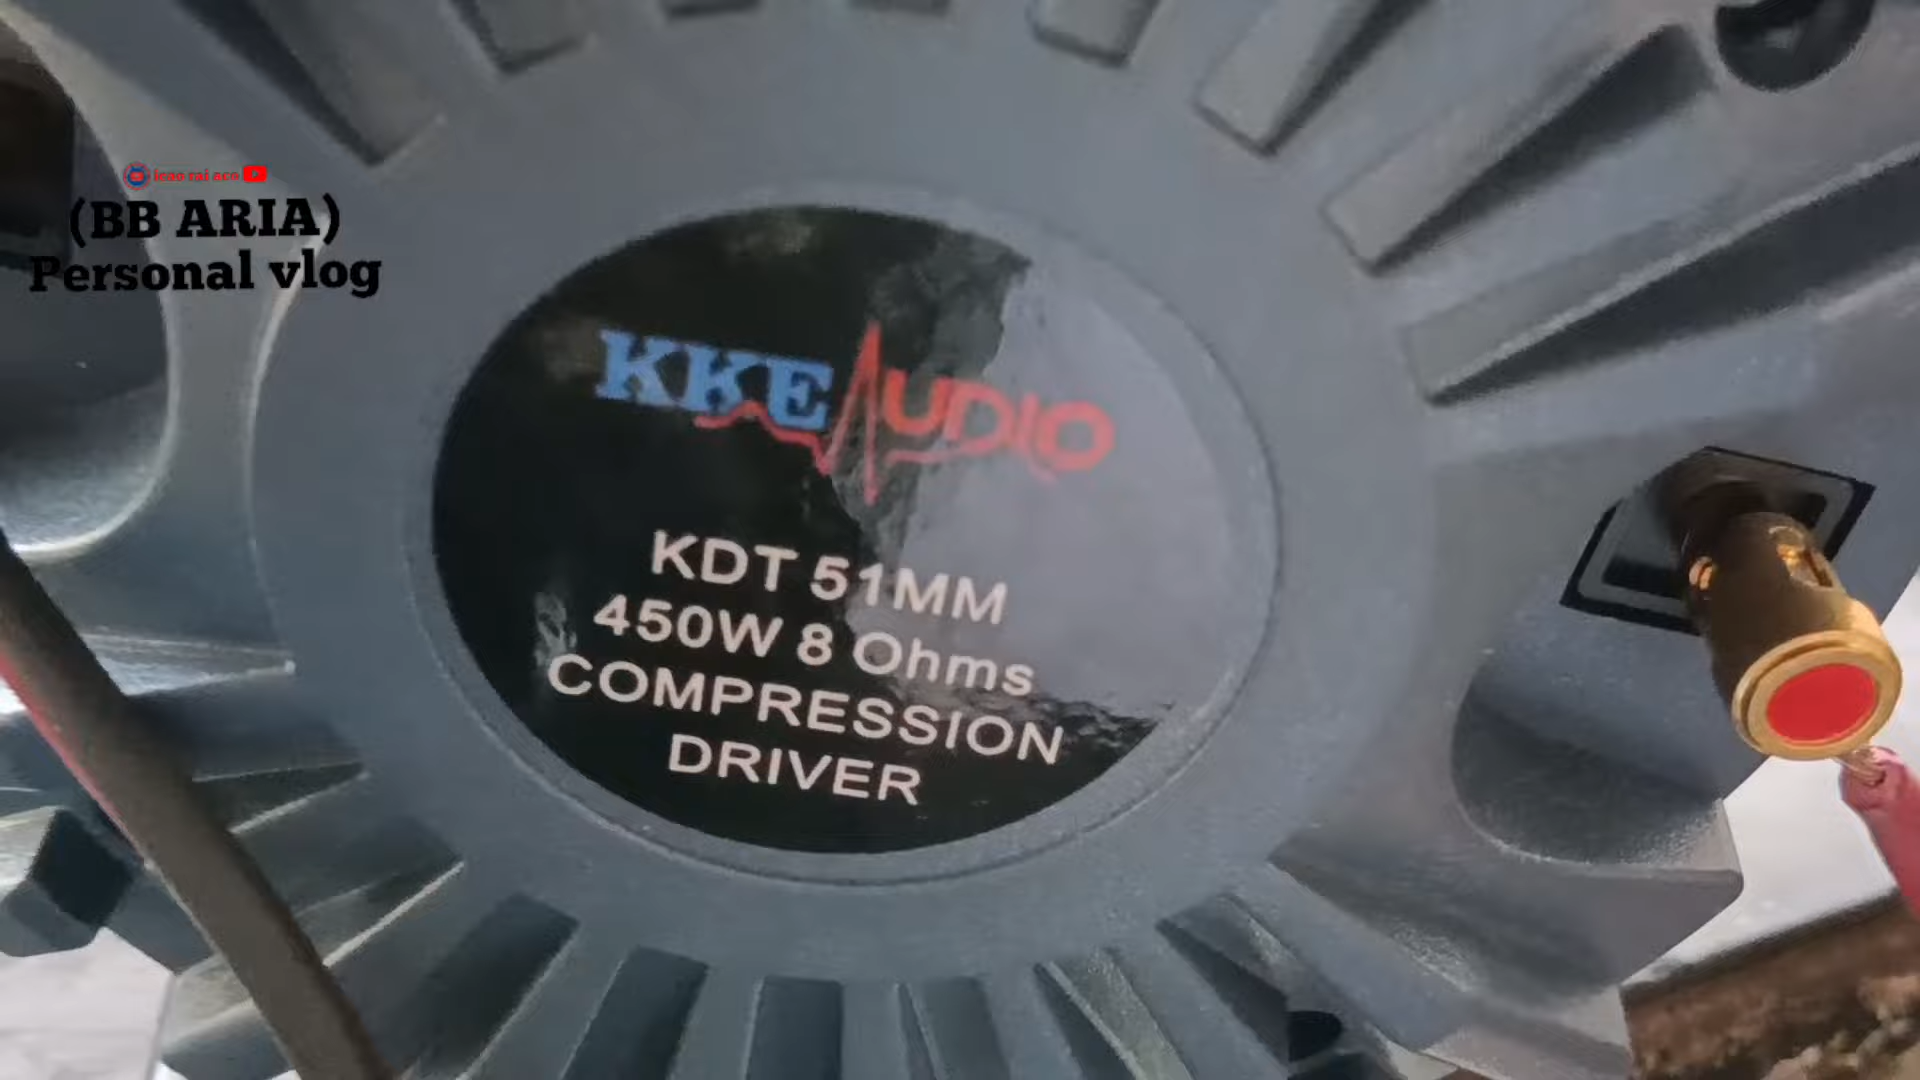 (BB ARIA)
Personal vlog
KKE AUDIO
KDT 51MM
450W 8 Ohms
COMPRESSION
DRIVER